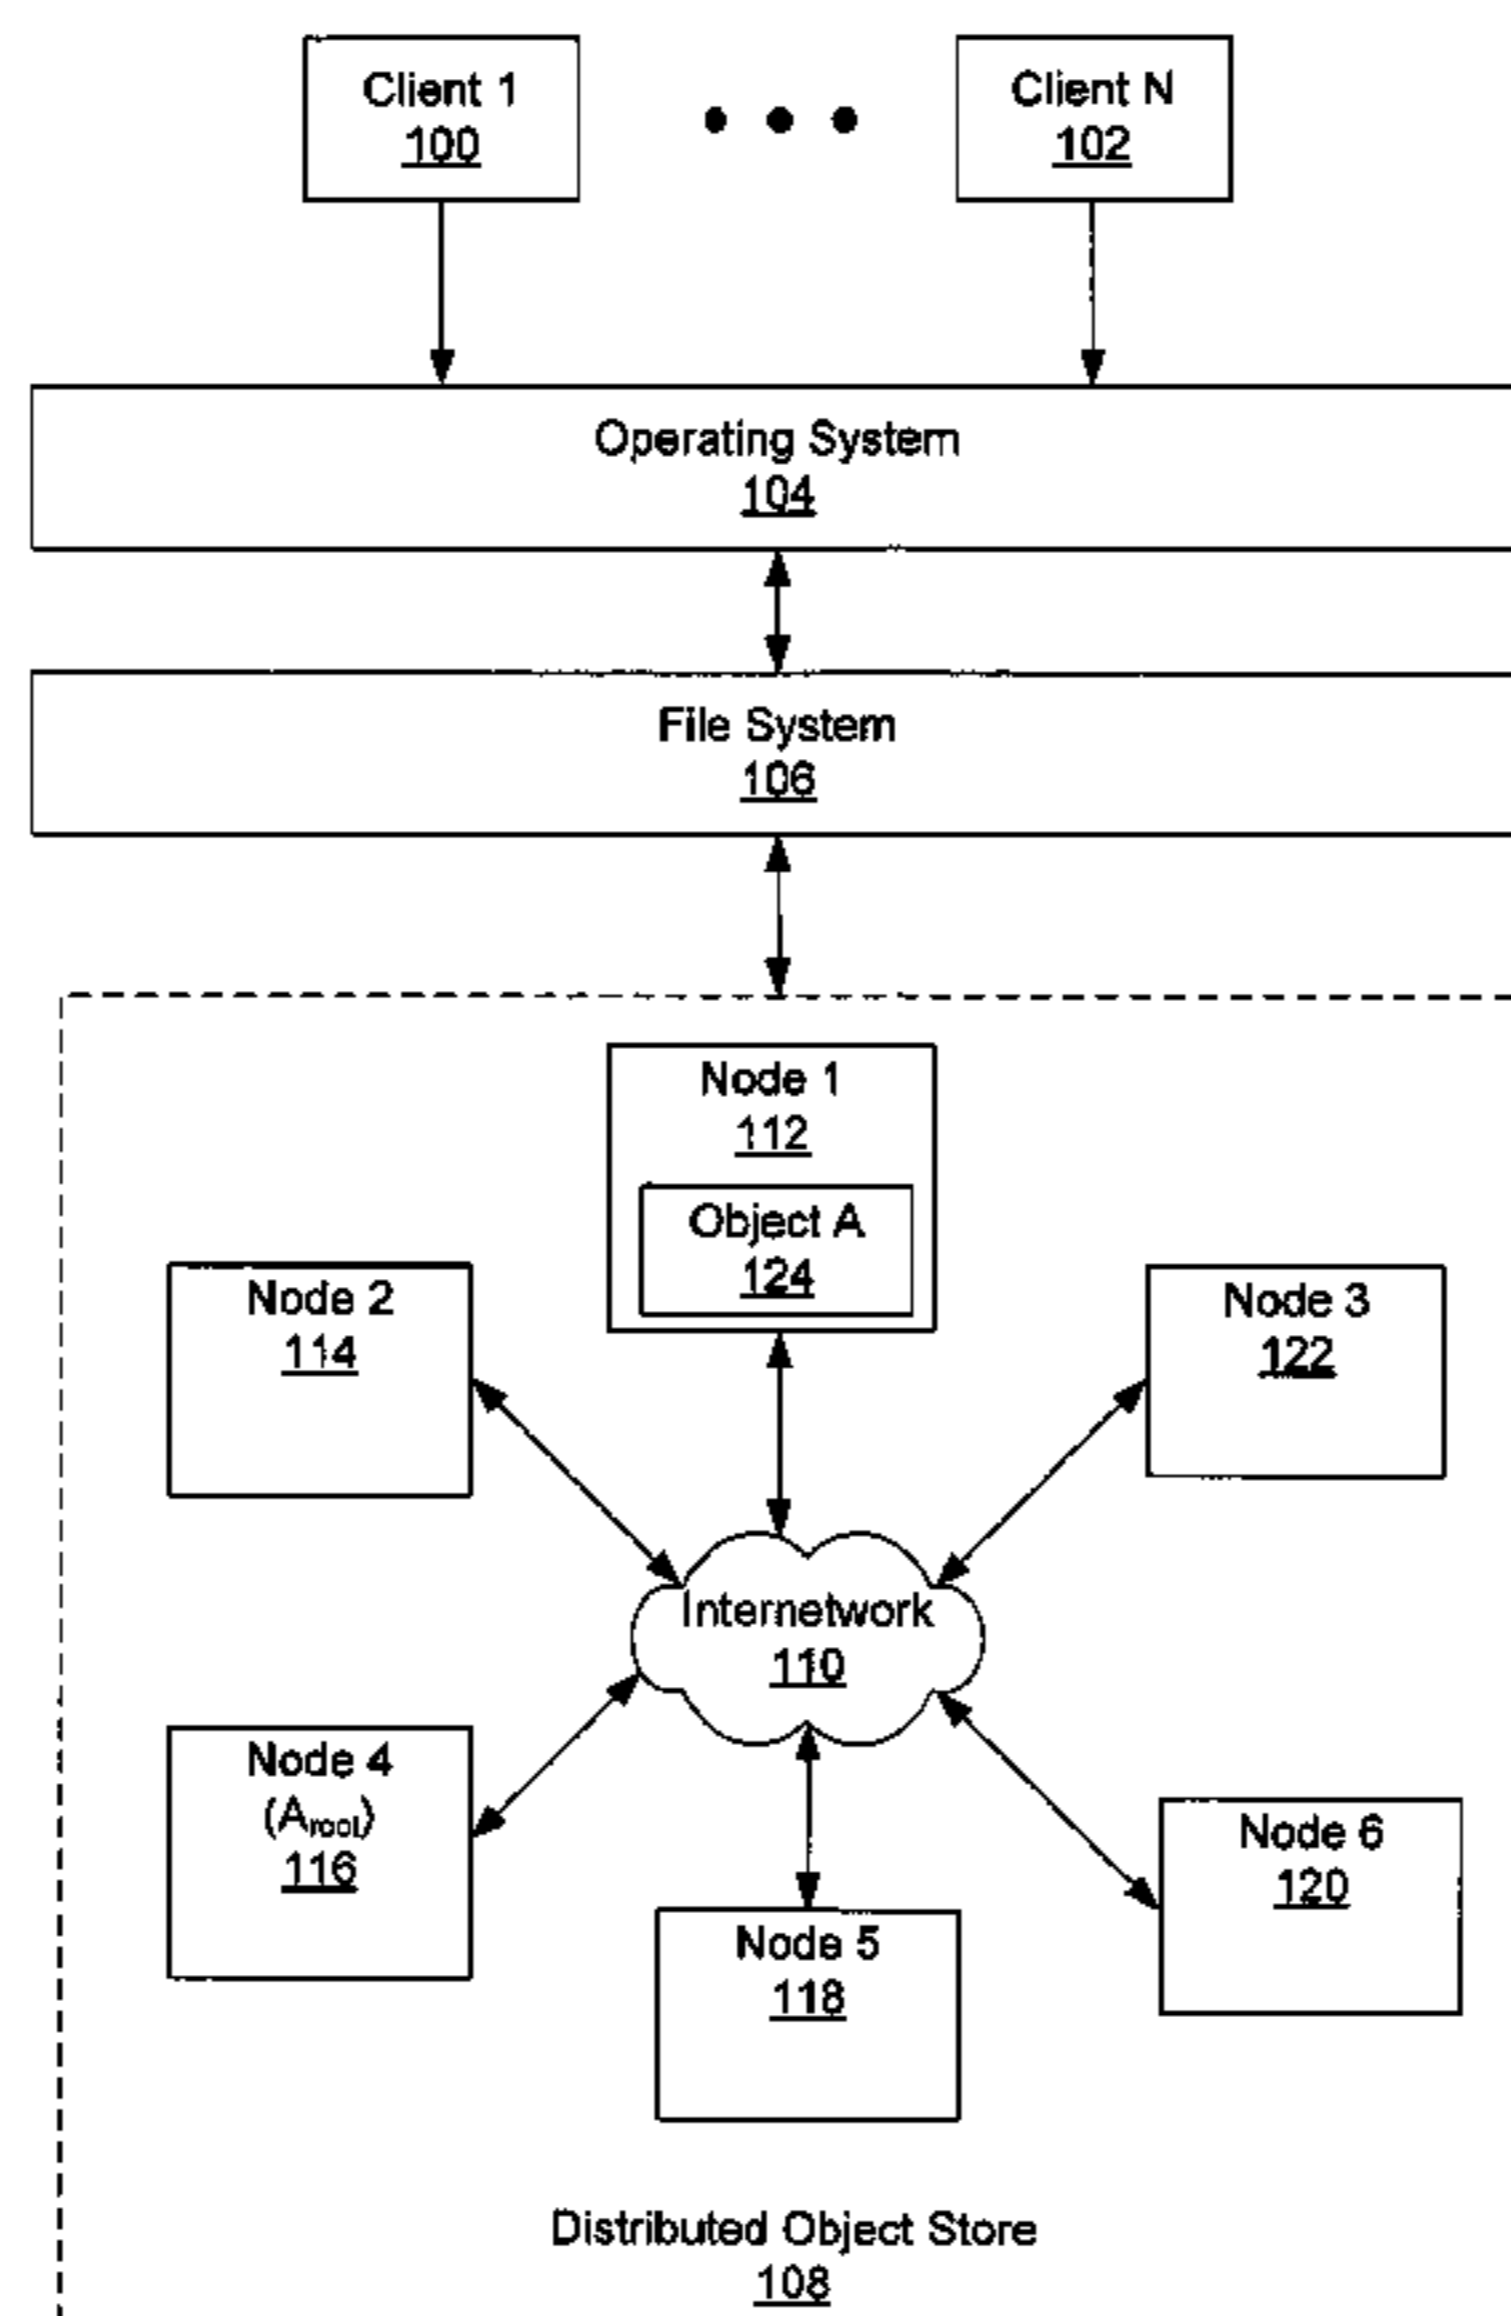 Client 1
100
Client N
102
Operating System
104
File System
106
Node 1
112
Object A
124
Node 2
114
Node 3
122
Internetwork
110
Node 4
(Aroot)
116
Node 6
120
Node 5
118
Distributed Object Store
108